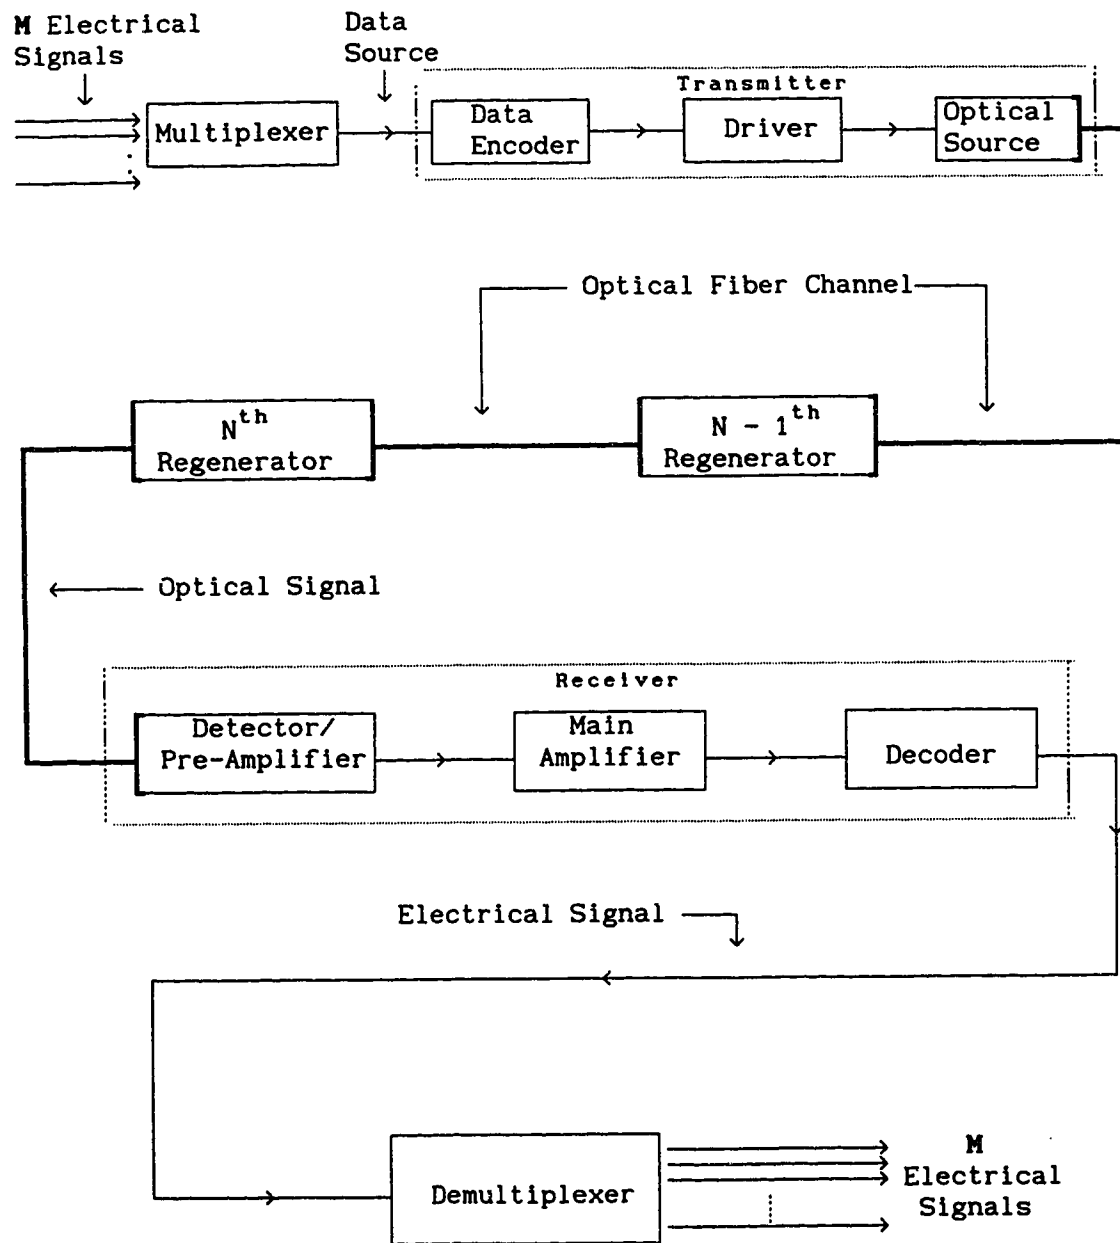 M Electrical
Signals
Data
Source
Transmitter
Multiplexer
Data
Encoder
Driver
Optical
Source
Optical Fiber Channel
Nth
Regenerator
N - 1th
Regenerator
Optical Signal
Receiver
Detector/
Pre-Amplifier
Main
Amplifier
Decoder
Electrical Signal
Demultiplexer
M
Electrical
Signals